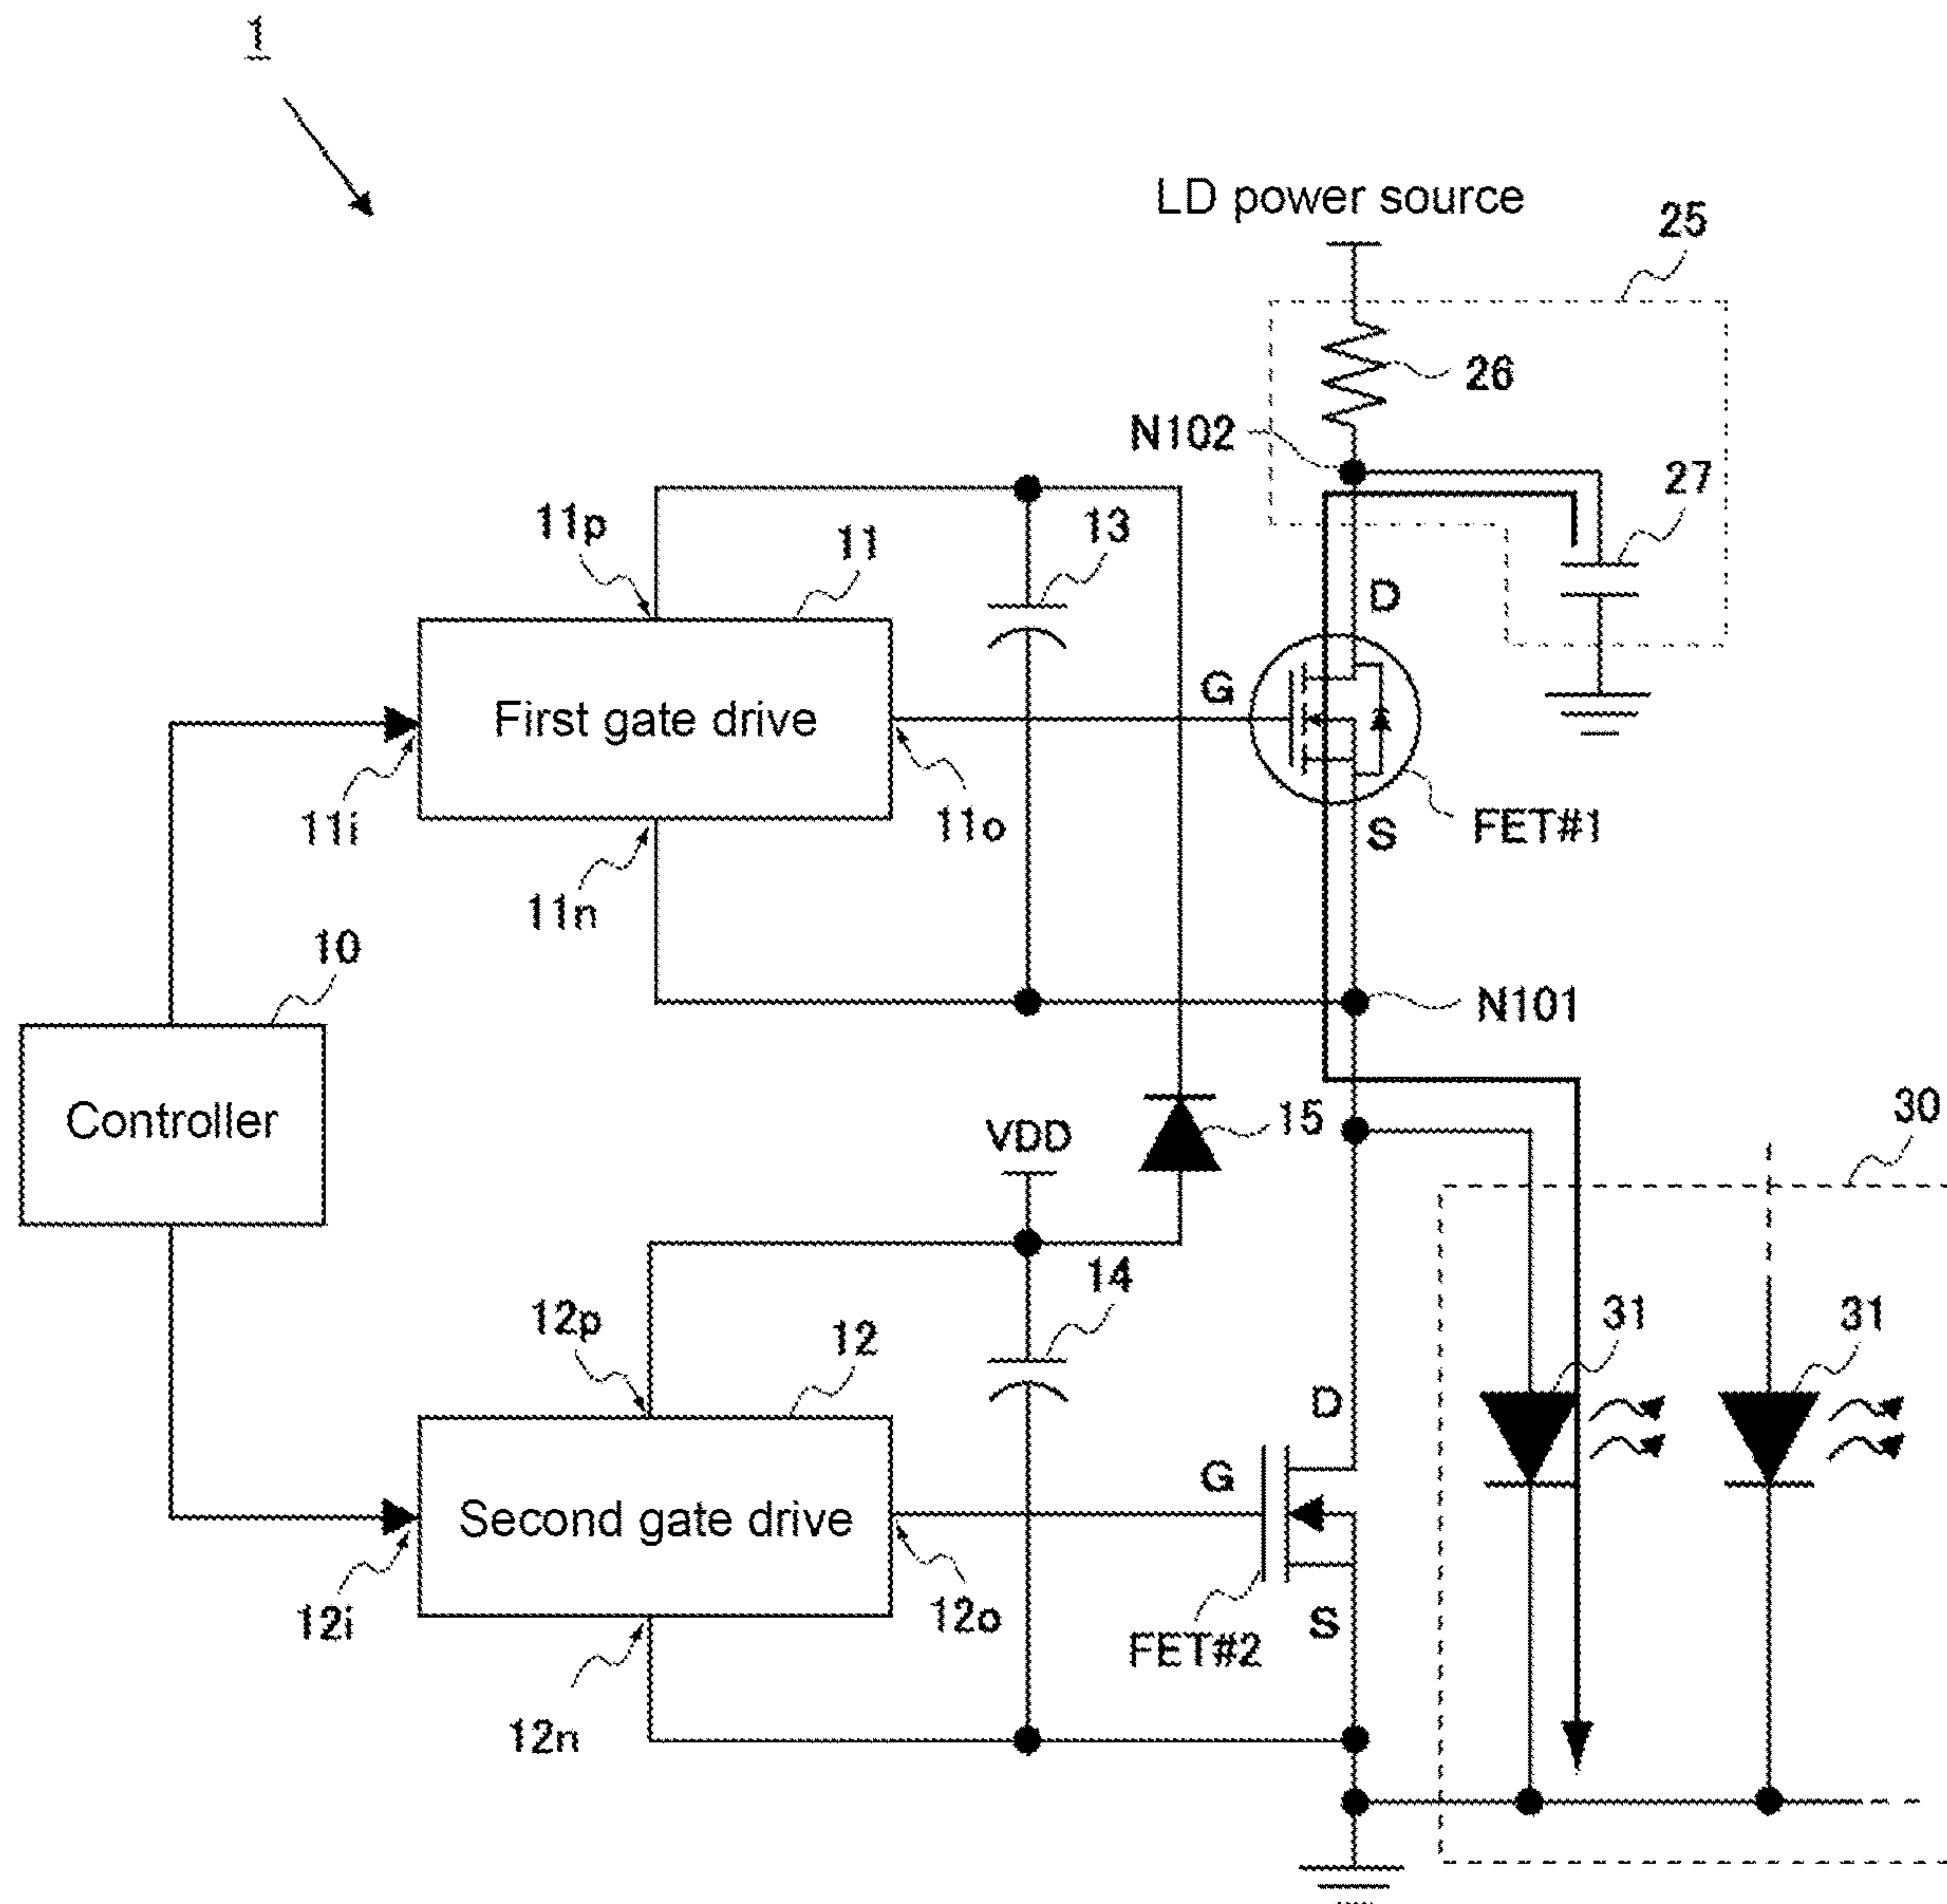 1
LD power source
25
26
N102
27
11p
11
13
D
G
First gate drive
11i
11o
FET#1
S
11n
10
N101
Controller
VDD
15
30
14
31
31
12p
12
D
G
Second gate drive
12i
12o
FET#2
S
12n